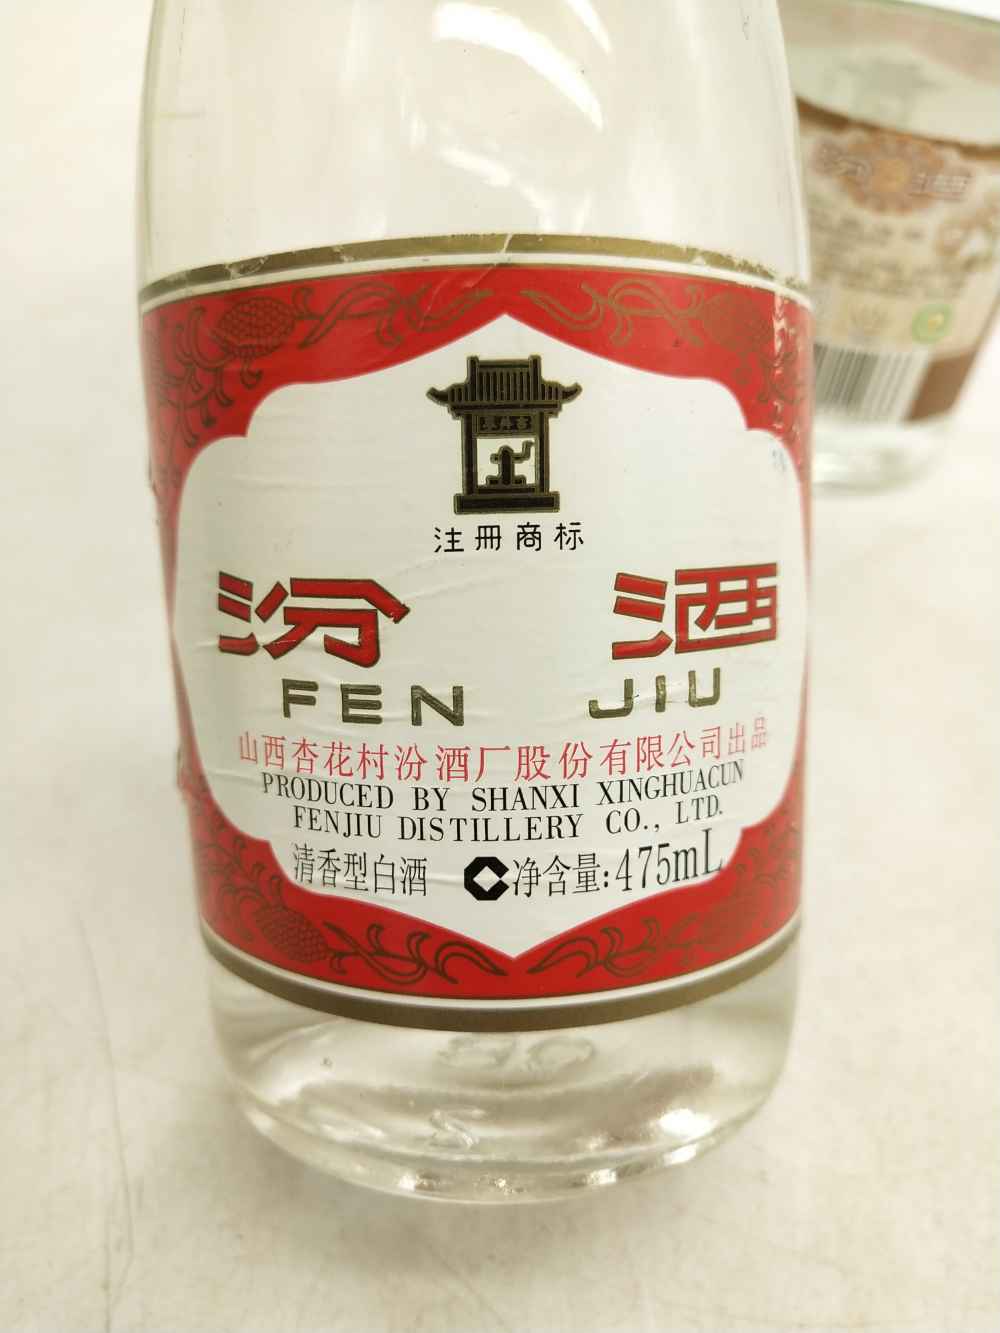 注冊商标
汾酒
FEN JIU
山西杏花村汾酒厂股份有限公司出品
PRODUCED BY SHANXI XINGHUACUN
FENJIU DISTILLERY CO., LTD.
清香型白酒 净含量:475mL